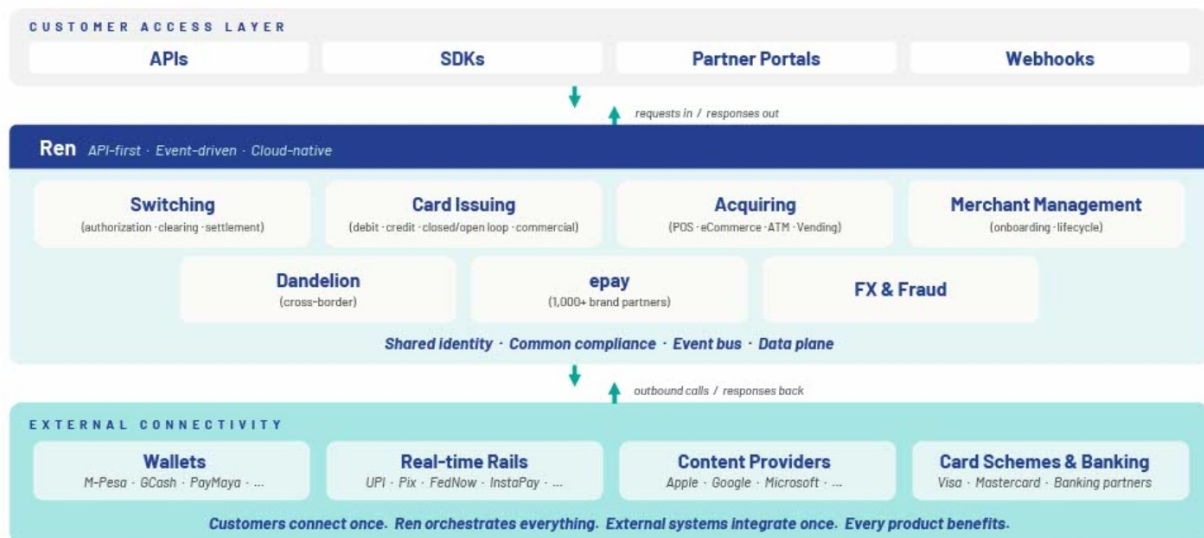 CUSTOMER ACCESS LAYER
APIs SDKs Partner Portals Webhooks
requests in / responses out
Ren API-first · Event-driven · Cloud-native
Switching Card Issuing Acquiring Merchant Management
(authorization · clearing · settlement) (debit · credit · closed/open loop · commercial) (POS · eCommerce · ATM · Vending) (onboarding · lifecycle)
Dandelion epay FX & Fraud
(cross-border) (1,000+ brand partners)
Shared identity · Common compliance · Event bus · Data plane
outbound calls / responses back
EXTERNAL CONNECTIVITY
Wallets Real-time Rails Content Providers Card Schemes & Banking
M-Pesa · GCash · PayMaya · ... UPI · Pix · FedNow · InstaPay · ... Apple · Google · Microsoft · ... Visa · Mastercard · Banking partners
Customers connect once. Ren orchestrates everything. External systems integrate once. Every product benefits.